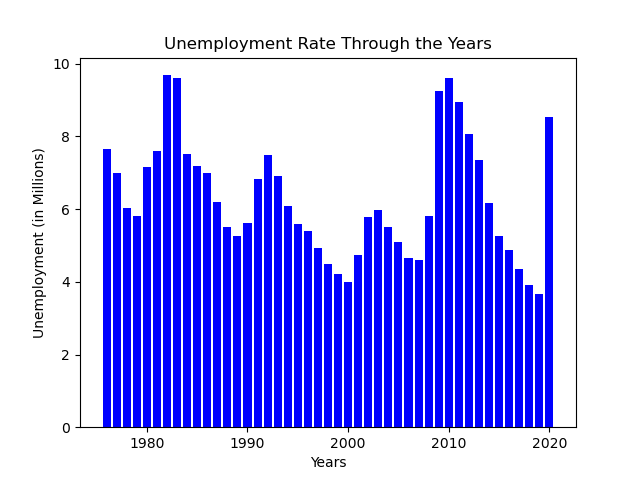 Unemployment Rate Through the Years
Unemployment (in Millions)
10
8
6
4
2
0
1980 1990 2000 2010 2020
Years